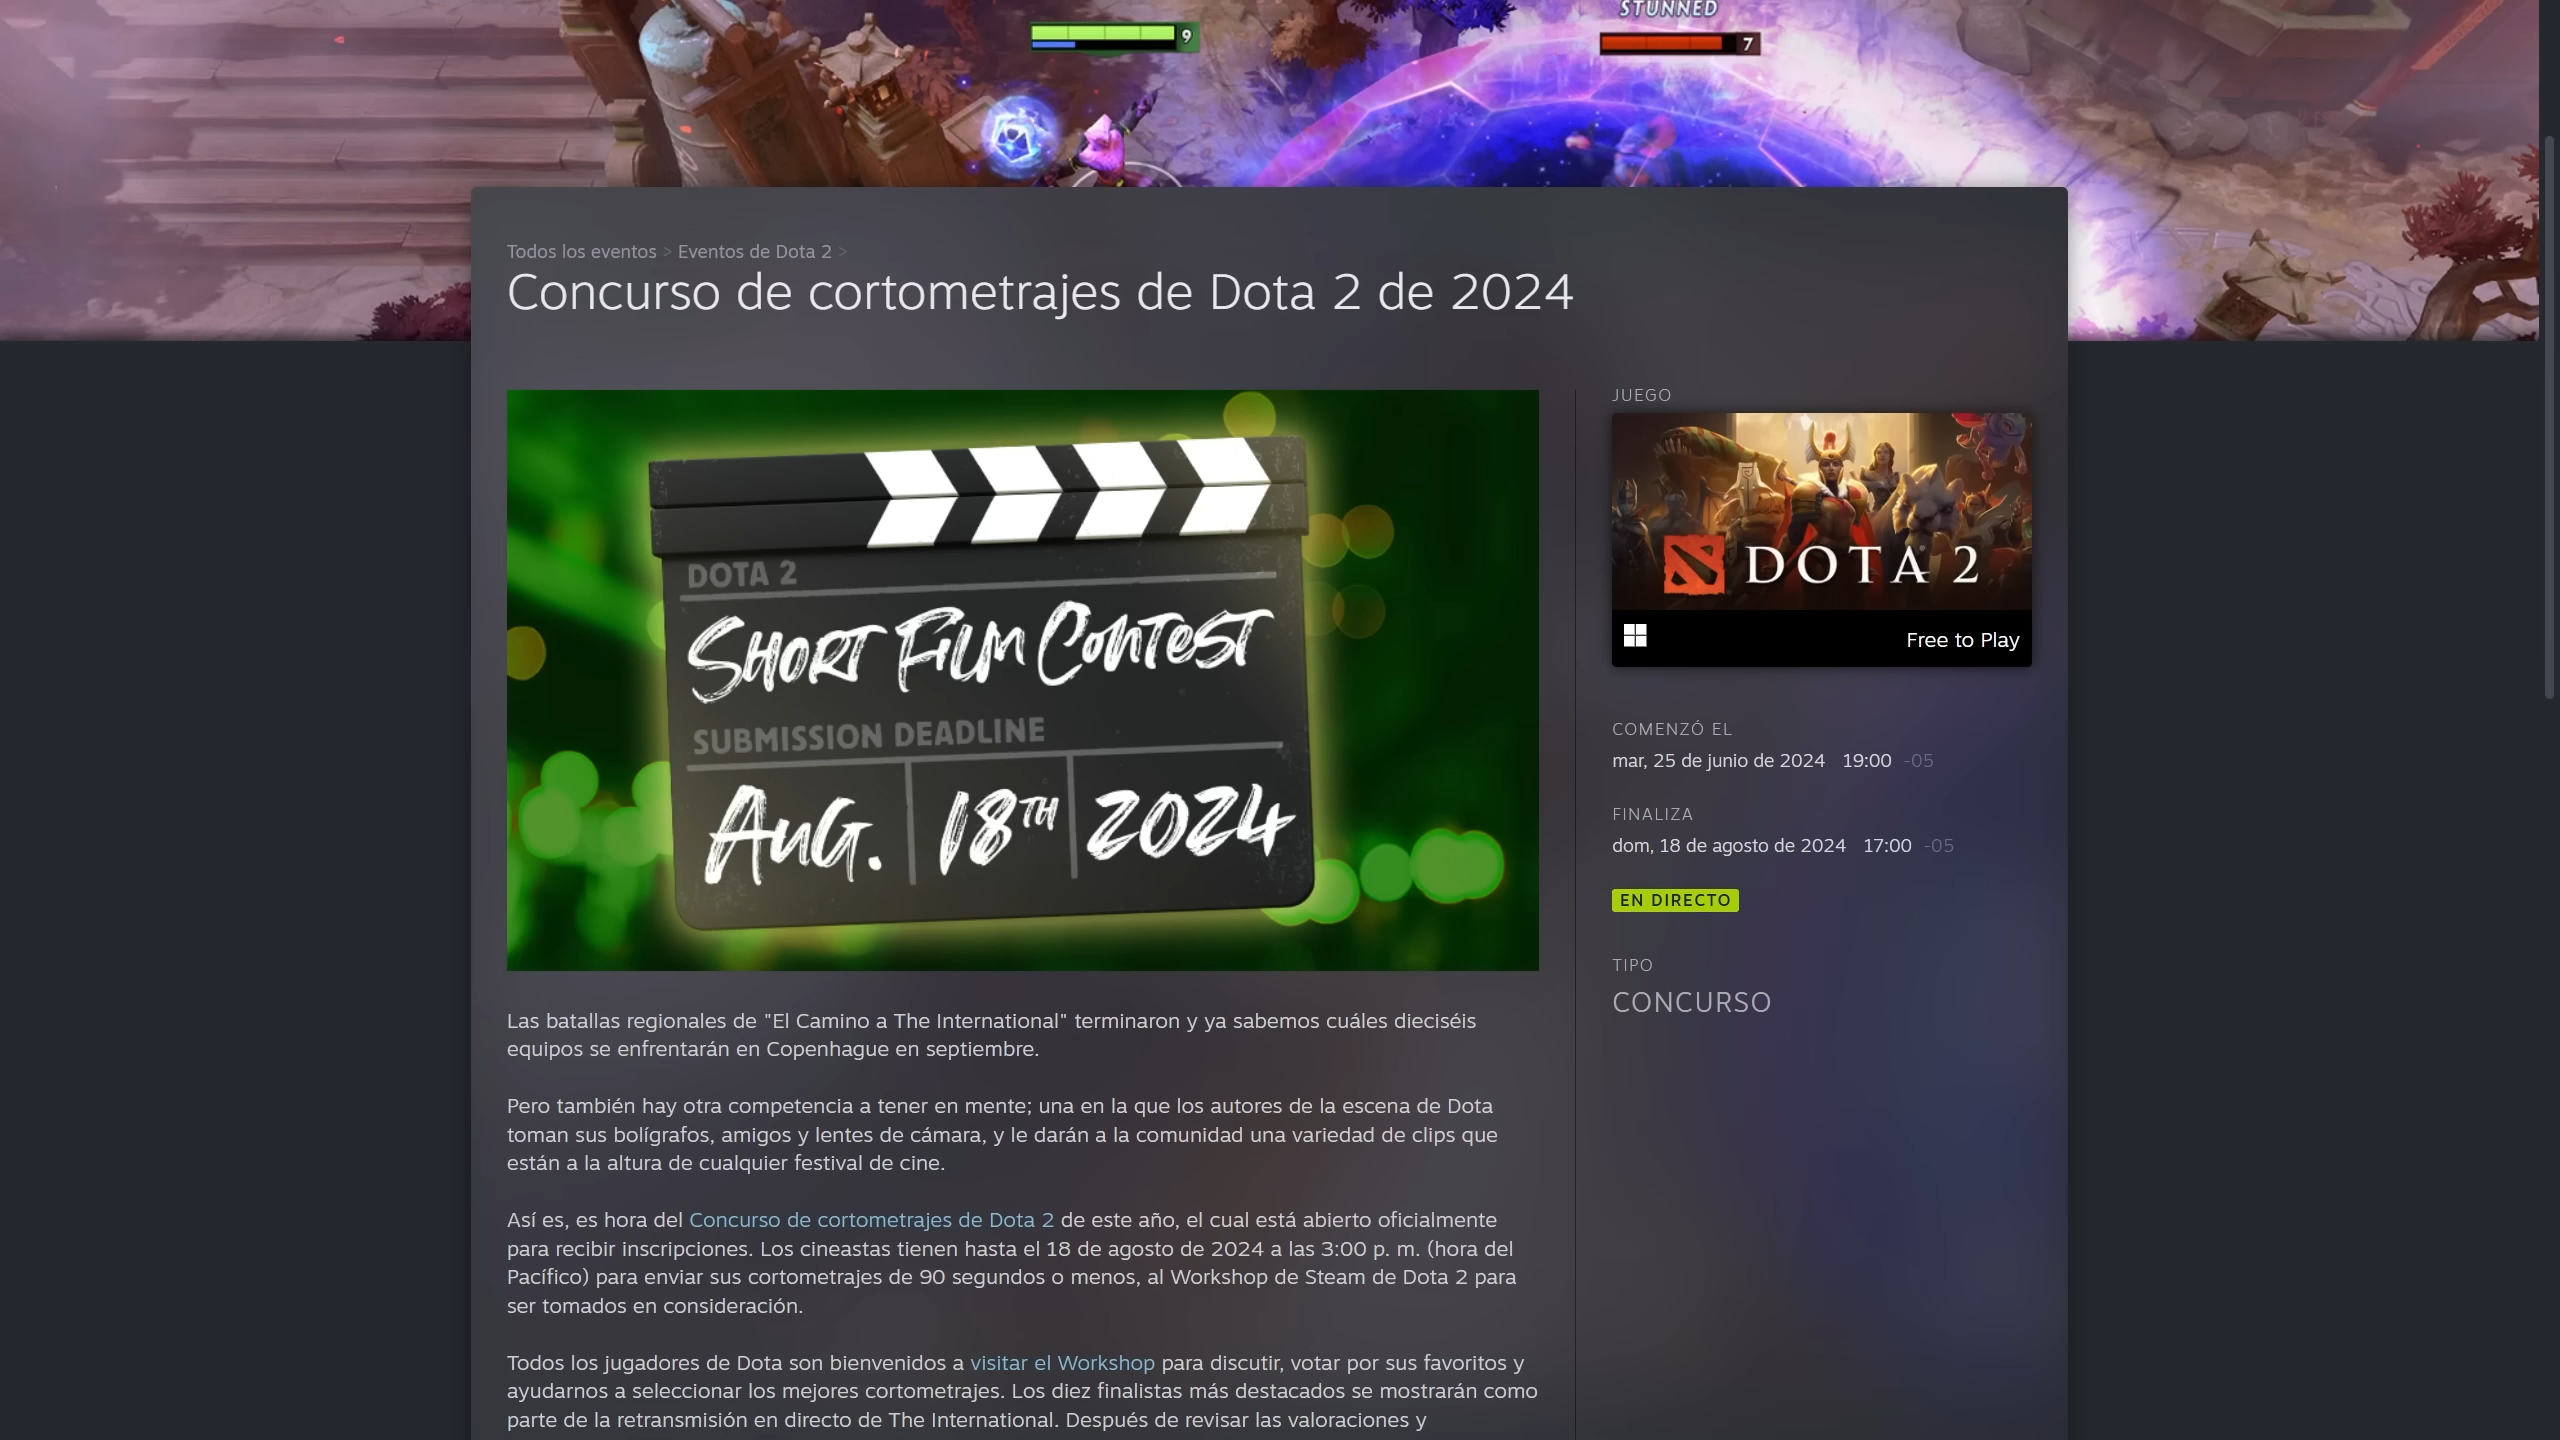 STUNNED
9
7
Todos los eventos > Eventos de Dota 2 >
Concurso de cortometrajes de Dota 2 de 2024
DOTA 2
SHORT FILM CONTEST
SUBMISSION DEADLINE
AUG. 18TH 2024
Las batallas regionales de "El Camino a The International" terminaron y ya sabemos cuáles dieciséis
equipos se enfrentarán en Copenhague en septiembre.
Pero también hay otra competencia a tener en mente; una en la que los autores de la escena de Dota
toman sus bolígrafos, amigos y lentes de cámara, y le darán a la comunidad una variedad de clips que
están a la altura de cualquier festival de cine.
Así es, es hora del Concurso de cortometrajes de Dota 2 de este año, el cual está abierto oficialmente
para recibir inscripciones. Los cineastas tienen hasta el 18 de agosto de 2024 a las 3:00 p. m. (hora del
Pacífico) para enviar sus cortometrajes de 90 segundos o menos, al Workshop de Steam de Dota 2 para
ser tomados en consideración.
Todos los jugadores de Dota son bienvenidos a visitar el Workshop para discutir, votar por sus favoritos y
ayudarnos a seleccionar los mejores cortometrajes. Los diez finalistas más destacados se mostrarán como
parte de la retransmisión en directo de The International. Después de revisar las valoraciones y
JUEGO
DOTA 2
Free to Play
COMENZÓ EL
mar, 25 de junio de 2024 19:00 -05
FINALIZA
dom, 18 de agosto de 2024 17:00 -05
EN DIRECTO
TIPO
CONCURSO